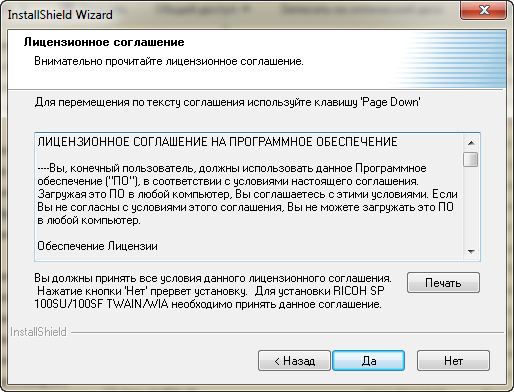 InstallShield Wizard
Лицензионное соглашение
Внимательно прочитайте лицензионное соглашение.
Для перемещения по тексту соглашения используйте клавишу 'Page Down'
ЛИЦЕНЗИОННОЕ СОГЛАШЕНИЕ НА ПРОГРАММНОЕ ОБЕСПЕЧЕНИЕ
----Вы, конечный пользователь, должны использовать данное Программное
обеспечение ("ПО"), в соответствии с условиями настоящего соглашения.
Загружая это ПО в любой компьютер, Вы соглашаетесь с этими условиями. Если
Вы не согласны с условиями этого соглашения, Вы не можете загружать это ПО
в любой компьютер.
Обеспечение Лицензии
Вы должны принять все условия данного лицензионного соглашения.
Нажатие кнопки 'Нет' прервет установку. Для установки RICOH SP
100SU/100SF TWAIN/WIA необходимо принять данное соглашение.
Печать
InstallShield
< Назад
Да
Нет